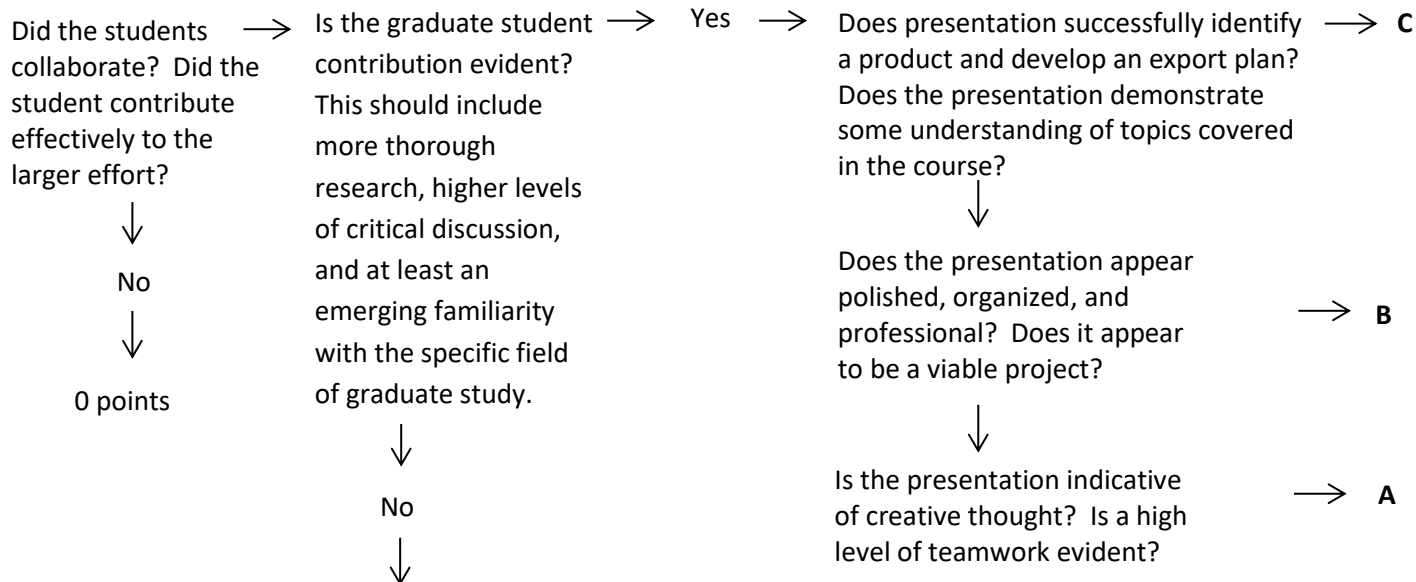 Did the students
collaborate? Did the
student contribute
effectively to the
larger effort?
No
0 points
Is the graduate student
contribution evident?
This should include
more thorough
research, higher levels
of critical discussion,
and at least an
emerging familiarity
with the specific field
of graduate study.
No
Yes
Does presentation successfully identify
a product and develop an export plan?
Does the presentation demonstrate
some understanding of topics covered
in the course?
C
Does the presentation appear
polished, organized, and
professional? Does it appear
to be a viable project?
B
Is the presentation indicative
of creative thought? Is a high
level of teamwork evident?
A